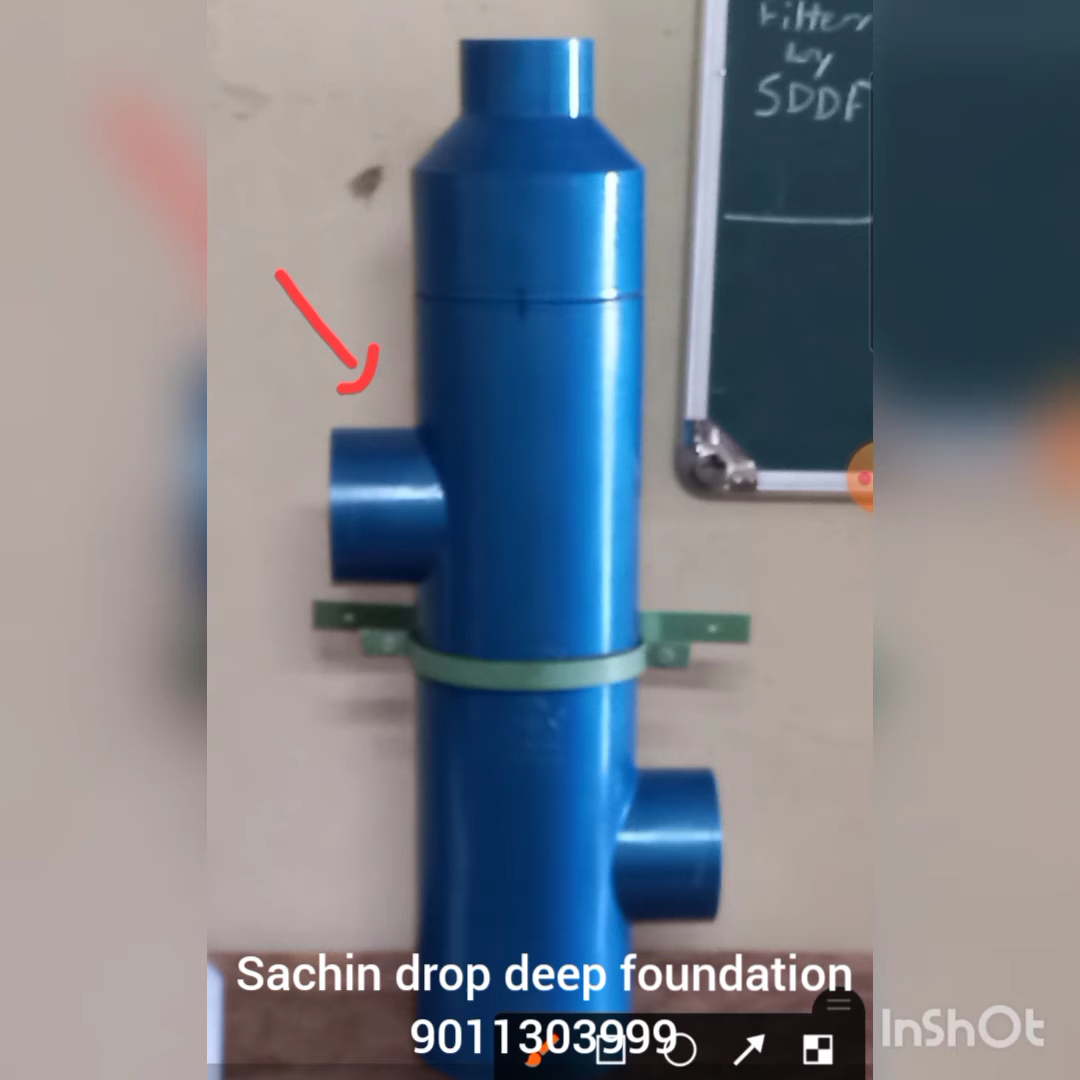 Filter
by
SDDF
Sachin drop deep foundation
9011303999
InShOt